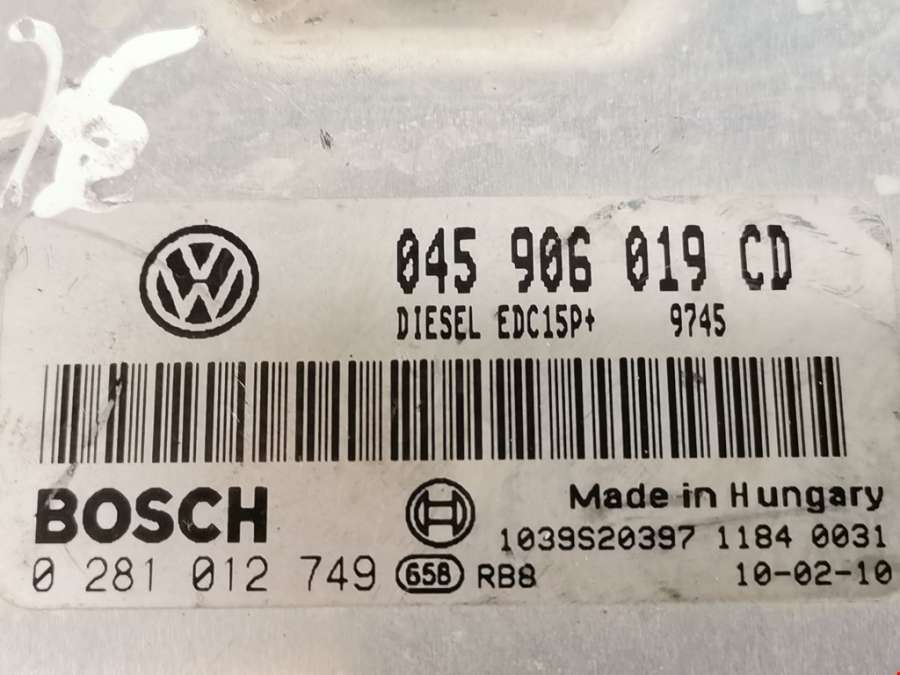 045 906 019 CD
DIESEL EDC15P+ 9745
BOSCH
Made in Hungary
1039S20397 1184 0031
0 281 012 749 658 RB8 10-02-10